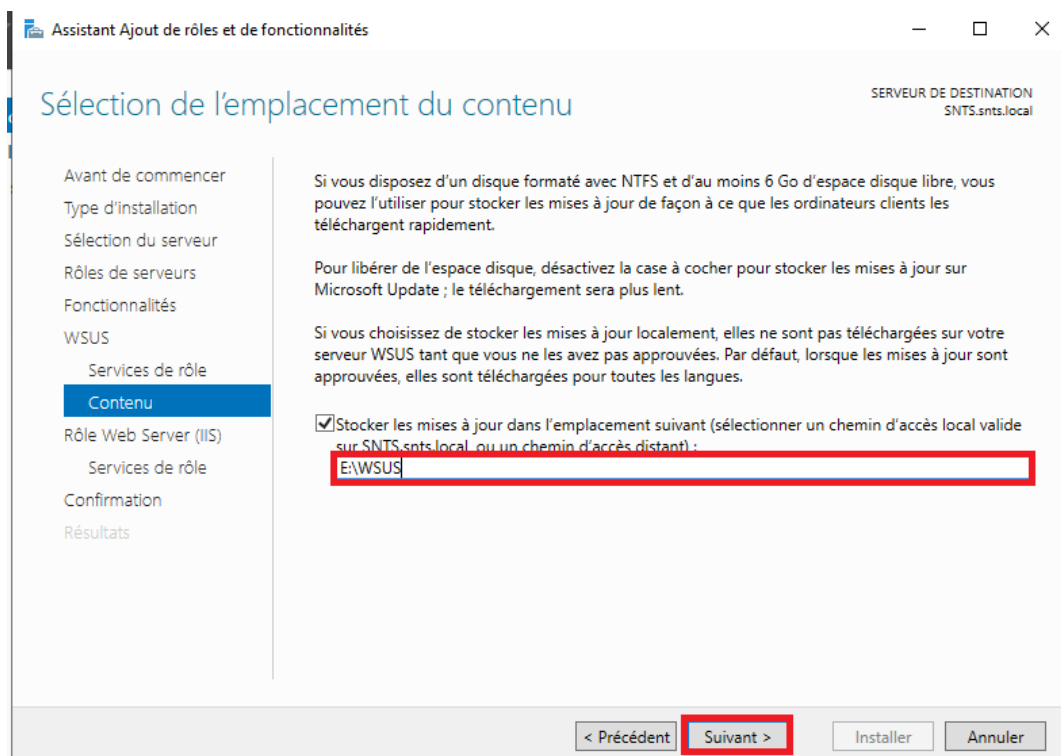 Assistant Ajout de rôles et de fonctionnalités
Sélection de l'emplacement du contenu
SERVEUR DE DESTINATION
SNTS.snts.local
Avant de commencer
Type d'installation
Sélection du serveur
Rôles de serveurs
Fonctionnalités
WSUS
Services de rôle
Contenu
Rôle Web Server (IIS)
Services de rôle
Confirmation
Résultats
Si vous disposez d'un disque formaté avec NTFS et d'au moins 6 Go d'espace disque libre, vous
pouvez l'utiliser pour stocker les mises à jour de façon à ce que les ordinateurs clients les
téléchargent rapidement.
Pour libérer de l'espace disque, désactivez la case à cocher pour stocker les mises à jour sur
Microsoft Update ; le téléchargement sera plus lent.
Si vous choisissez de stocker les mises à jour localement, elles ne sont pas téléchargées sur votre
serveur WSUS tant que vous ne les avez pas approuvées. Par défaut, lorsque les mises à jour sont
approuvées, elles sont téléchargées pour toutes les langues.
Stocker les mises à jour dans l'emplacement suivant (sélectionner un chemin d'accès local valide
sur SNTS.snts.local, ou un chemin d'accès distant) :
E:\WSUS
< Précédent
Suivant >
Installer
Annuler